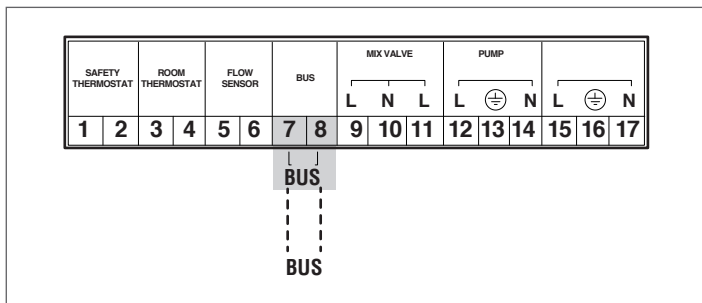 SAFETY THERMOSTAT ROOM THERMOSTAT FLOW SENSOR BUS MIX VALVE PUMP
L N L L N L N
1 2 3 4 5 6 7 8 9 10 11 12 13 14 15 16 17
BUS
BUS